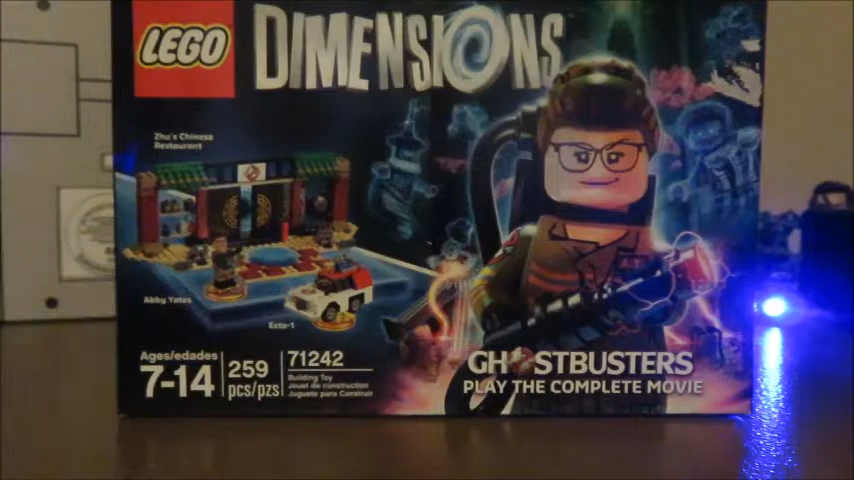 LEGO
DIMENSIONS
Zhu's Chinese
Restaurant
Abby Yates
Ecto-1
Ages/edades
7-14
259
pcs/pzs
71242
Building Toy
Jouet de construction
Juguete para Construir
GHOSTBUSTERS
PLAY THE COMPLETE MOVIE